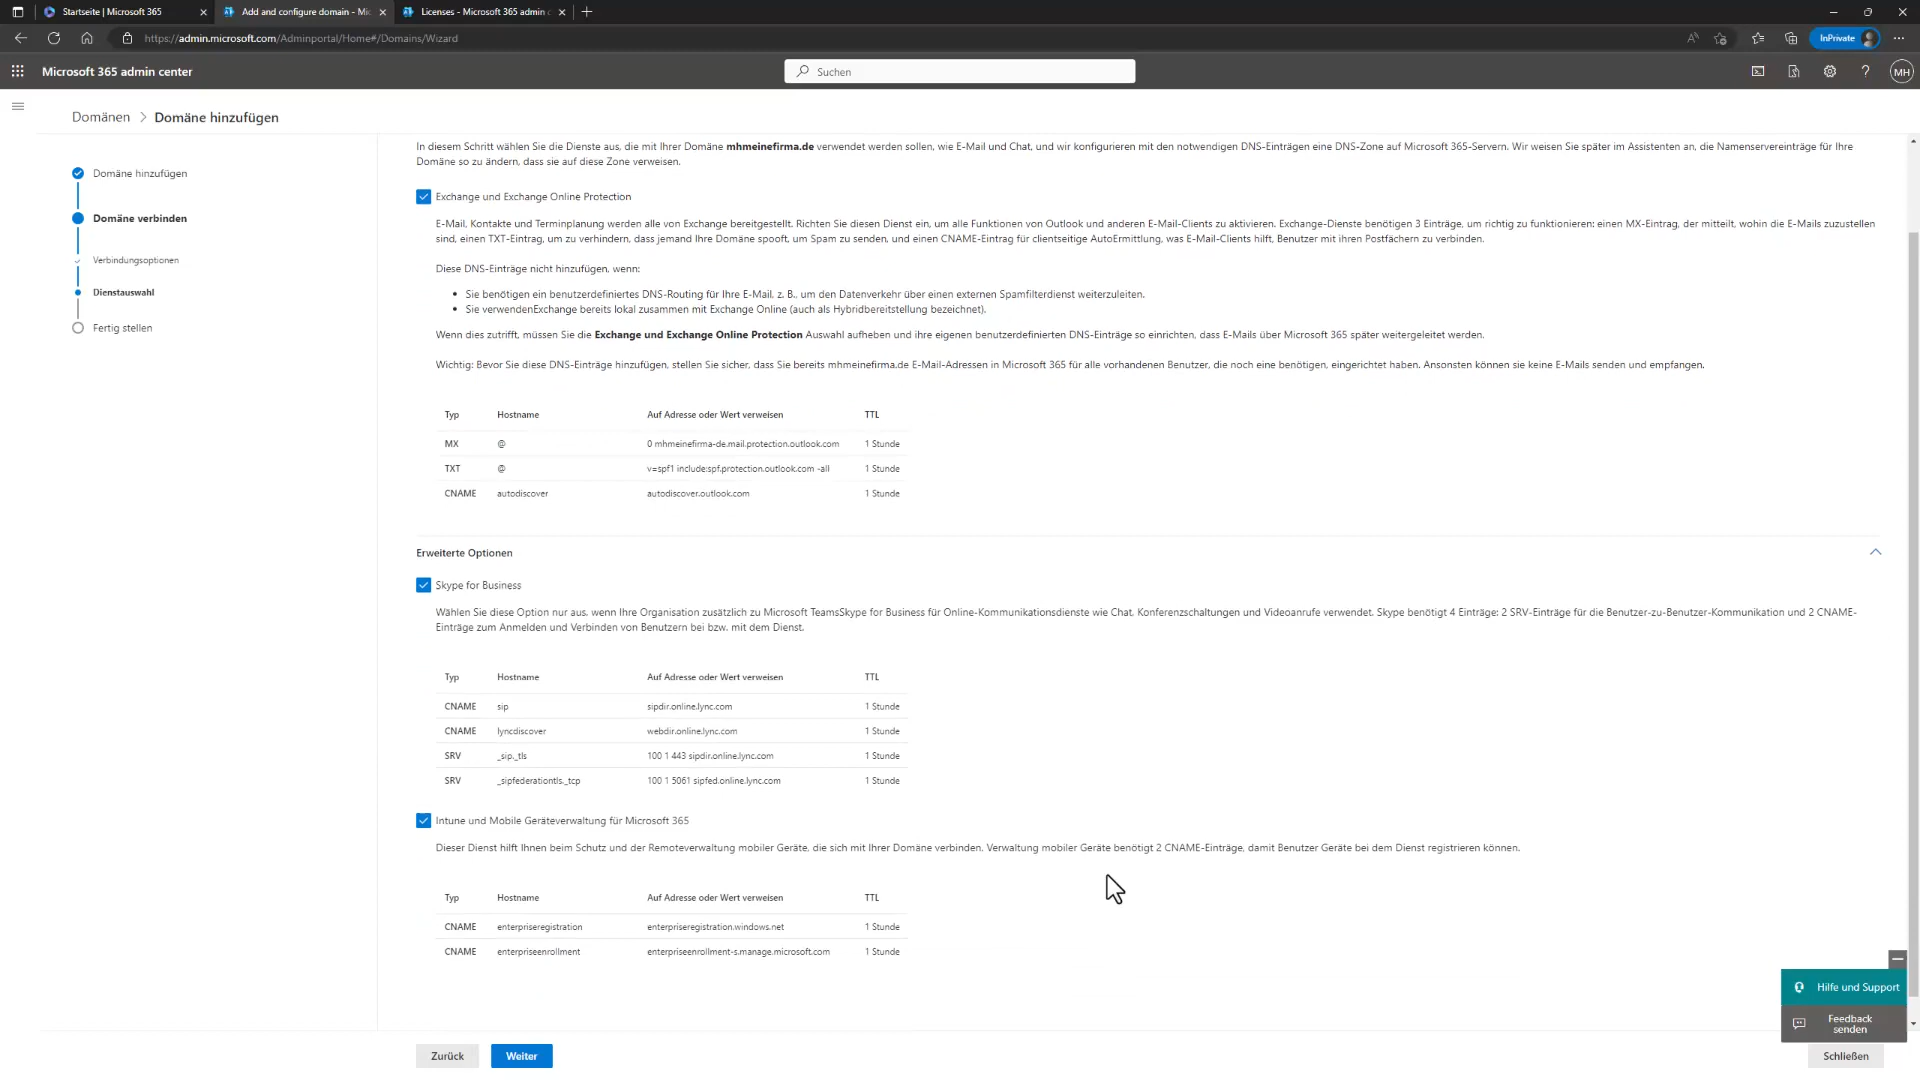 Startseite | Microsoft 365
Add and configure domain - Mi
Licenses - Microsoft 365 admin c
https://admin.microsoft.com/Adminportal/Home#/Domains/Wizard
InPrivate
Microsoft 365 admin center
Suchen
MH
Domänen
Domäne hinzufügen
Domäne hinzufügen
Domäne verbinden
Verbindungsoptionen
Dienstauswahl
Fertig stellen
In diesem Schritt wählen Sie die Dienste aus, die mit Ihrer Domäne mhmeinefirma.de verwendet werden sollen, wie E-Mail und Chat, und wir konfigurieren mit den notwendigen DNS-Einträgen eine DNS-Zone auf Microsoft 365-Servern. Wir weisen Sie später im Assistenten an, die Namenservereinträge für Ihre
Domäne so zu ändern, dass sie auf diese Zone verweisen.
Exchange und Exchange Online Protection
E-Mail, Kontakte und Terminplanung werden alle von Exchange bereitgestellt. Richten Sie diesen Dienst ein, um alle Funktionen von Outlook und anderen E-Mail-Clients zu aktivieren. Exchange-Dienste benötigen 3 Einträge, um richtig zu funktionieren: einen MX-Eintrag, der mitteilt, wohin die E-Mails zuzustellen
sind, einen TXT-Eintrag, um zu verhindern, dass jemand Ihre Domäne spooft, um Spam zu senden, und einen CNAME-Eintrag für clientseitige AutoErmittlung, was E-Mail-Clients hilft, Benutzer mit ihren Postfächern zu verbinden.
Diese DNS-Einträge nicht hinzufügen, wenn:
• Sie benötigen ein benutzerdefiniertes DNS-Routing für Ihre E-Mail, z. B., um den Datenverkehr über einen externen Spamfilterdienst weiterzuleiten.
• Sie verwendenExchange bereits lokal zusammen mit Exchange Online (auch als Hybridbereitstellung bezeichnet).
Wenn dies zutrifft, müssen Sie die Exchange und Exchange Online Protection Auswahl aufheben und ihre eigenen benutzerdefinierten DNS-Einträge so einrichten, dass E-Mails über Microsoft 365 später weitergeleitet werden.
Wichtig: Bevor Sie diese DNS-Einträge hinzufügen, stellen Sie sicher, dass Sie bereits mhmeinefirma.de E-Mail-Adressen in Microsoft 365 für alle vorhandenen Benutzer, die noch eine benötigen, eingerichtet haben. Ansonsten können sie keine E-Mails senden und empfangen.
Typ Hostname Auf Adresse oder Wert verweisen TTL
MX @ 0 mhmeinefirma-de.mail.protection.outlook.com 1 Stunde
TXT @ v=spf1 include:spf.protection.outlook.com -all 1 Stunde
CNAME autodiscover autodiscover.outlook.com 1 Stunde
Erweiterte Optionen
Skype for Business
Wählen Sie diese Option nur aus, wenn Ihre Organisation zusätzlich zu Microsoft TeamsSkype for Business für Online-Kommunikationsdienste wie Chat, Konferenzschaltungen und Videoanrufe verwendet. Skype benötigt 4 Einträge: 2 SRV-Einträge für die Benutzer-zu-Benutzer-Kommunikation und 2 CNAME-
Einträge zum Anmelden und Verbinden von Benutzern bei bzw. mit dem Dienst.
Typ Hostname Auf Adresse oder Wert verweisen TTL
CNAME sip sipdir.online.lync.com 1 Stunde
CNAME lyncdiscover webdir.online.lync.com 1 Stunde
SRV _sip._tls 100 1 443 sipdir.online.lync.com 1 Stunde
SRV _sipfederationtls._tcp 100 1 5061 sipfed.online.lync.com 1 Stunde
Intune und Mobile Geräteverwaltung für Microsoft 365
Dieser Dienst hilft Ihnen beim Schutz und der Remoteverwaltung mobiler Geräte, die sich mit Ihrer Domäne verbinden. Verwaltung mobiler Geräte benötigt 2 CNAME-Einträge, damit Benutzer Geräte bei dem Dienst registrieren können.
Typ Hostname Auf Adresse oder Wert verweisen TTL
CNAME enterpriseregistration enterpriseregistration.windows.net 1 Stunde
CNAME enterpriseenrollment enterpriseenrollment-s.manage.microsoft.com 1 Stunde
Hilfe und Support
Feedback
senden
Zurück
Weiter
Schließen